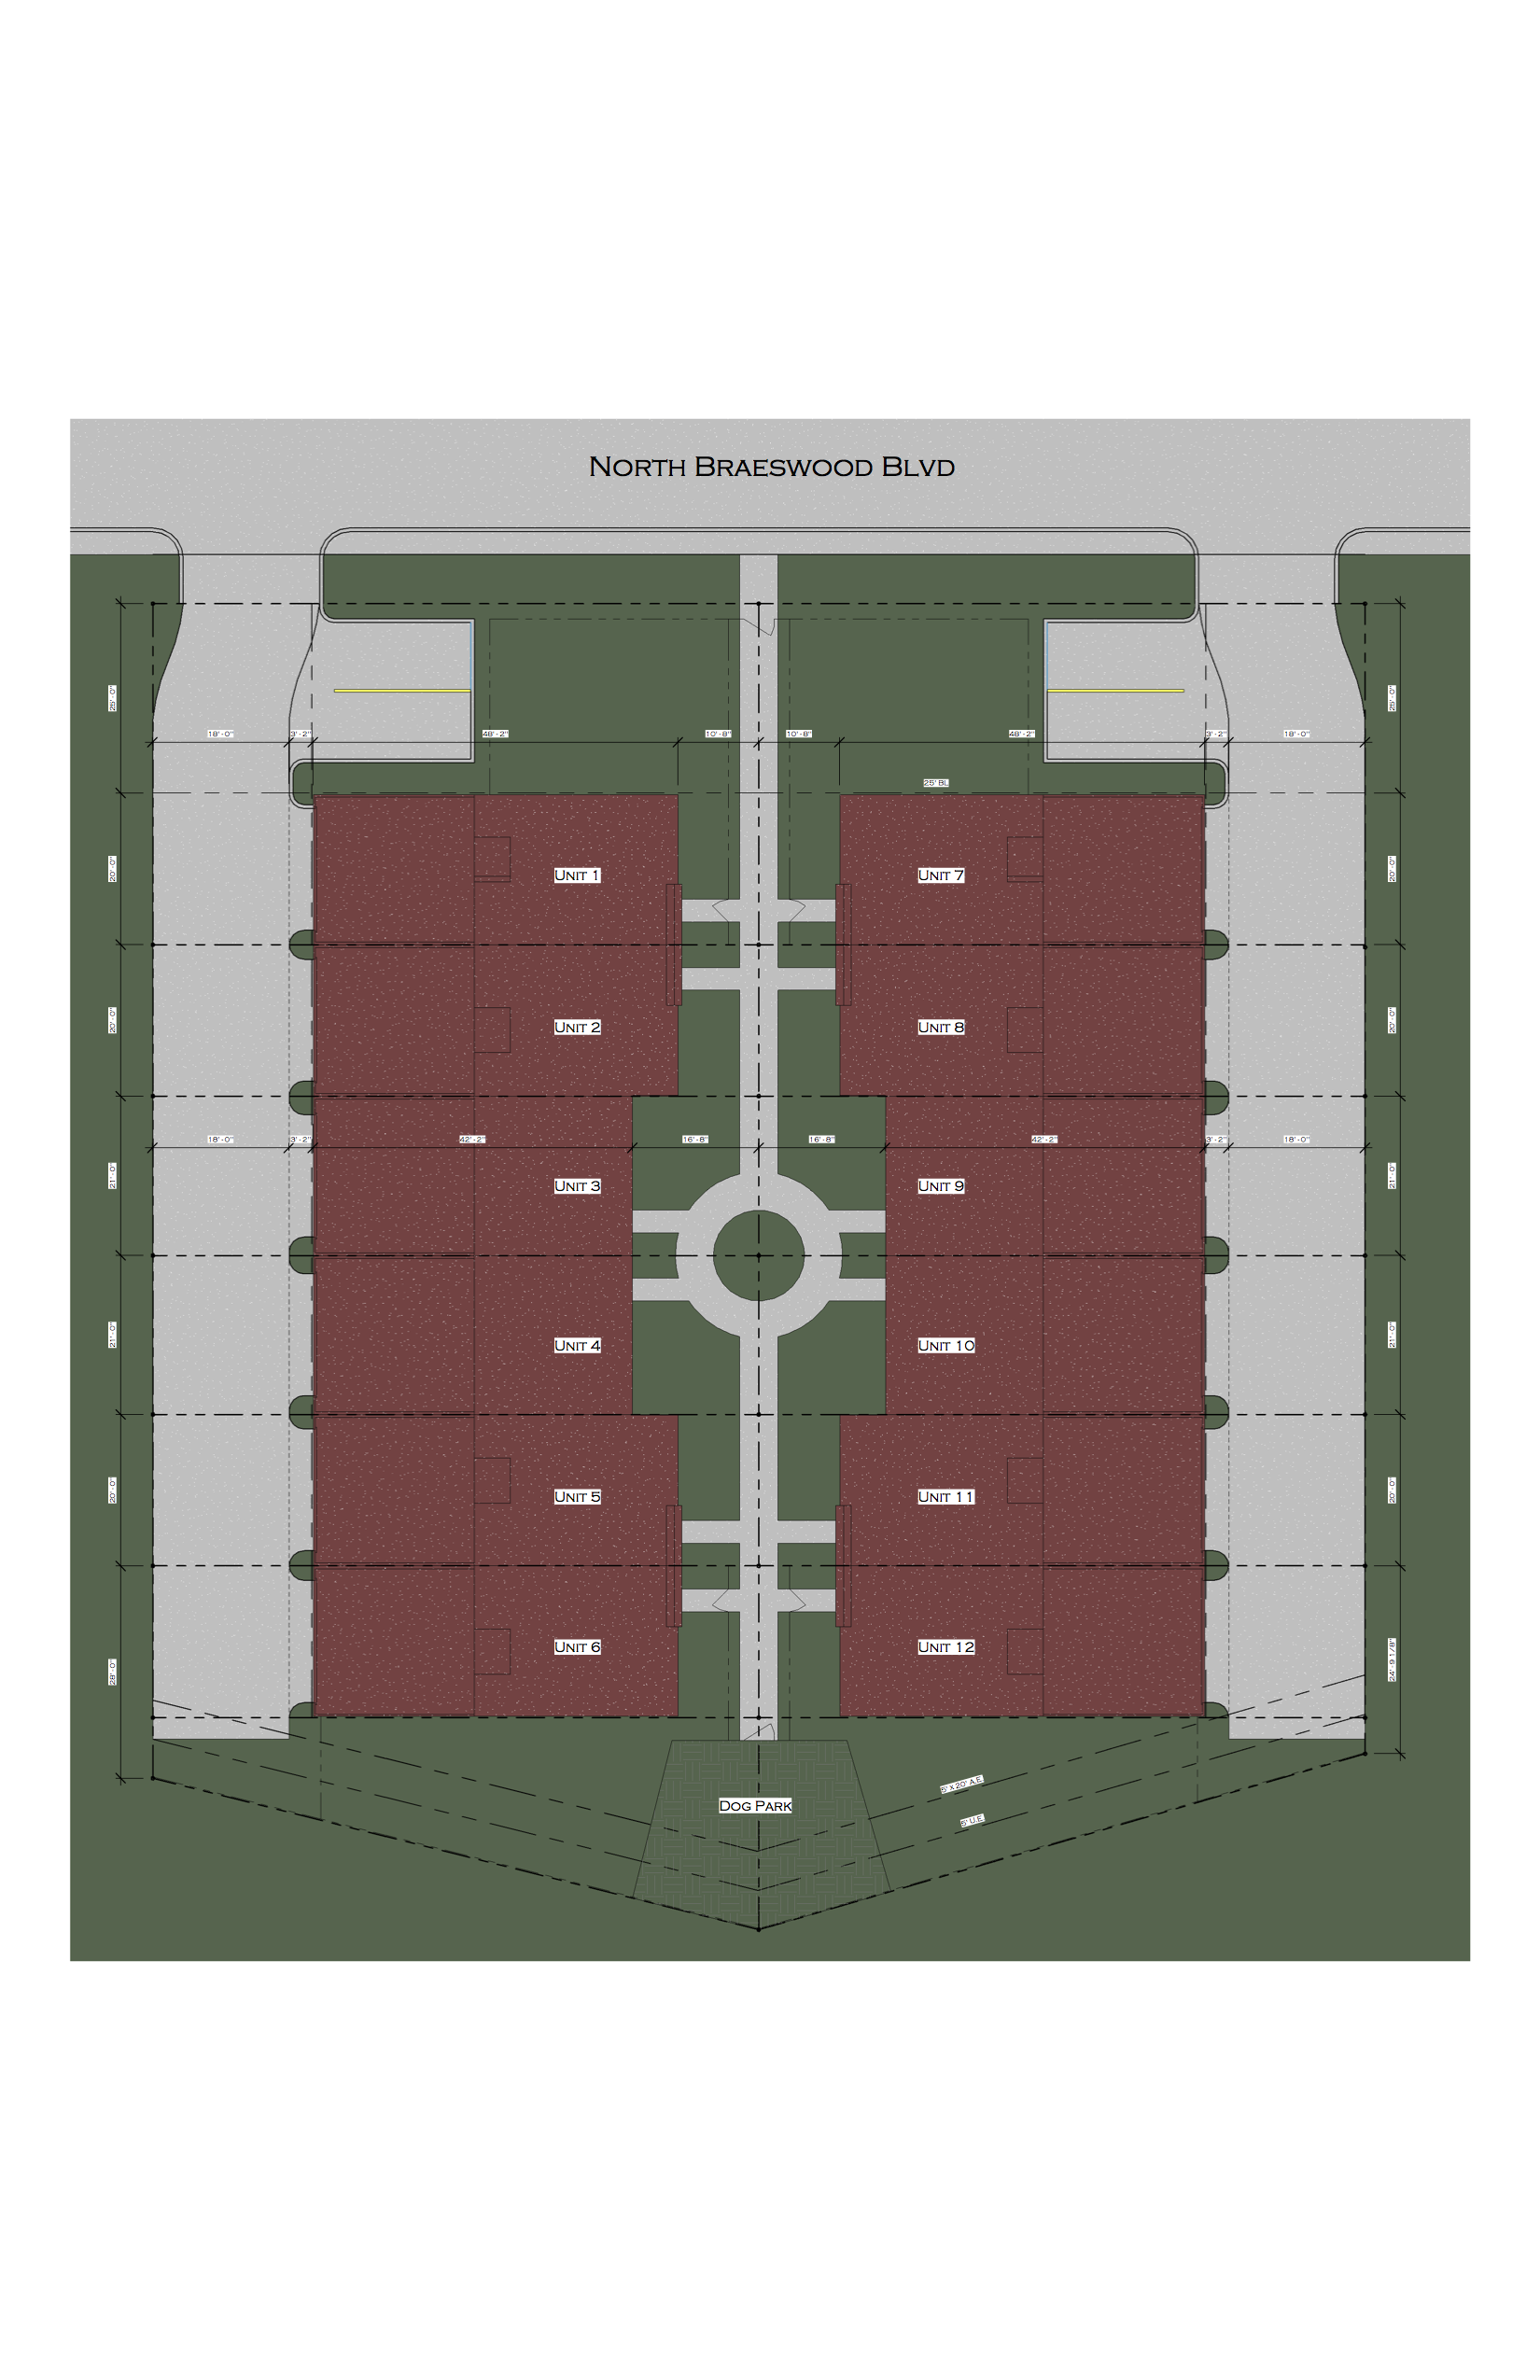 NORTH BRAESWOOD BLVD
25'-0"
25'-0"
18'-0"
3'-2"
48'-2"
10'-8"
10'-8"
48'-2"
3'-2"
18'-0"
25' BL
20'-0"
UNIT 1
UNIT 7
20'-0"
20'-0"
UNIT 2
UNIT 8
20'-0"
18'-0"
3'-2"
42'-2"
16'-8"
16'-8"
42'-2"
3'-2"
18'-0"
21'-0"
UNIT 3
UNIT 9
21'-0"
21'-0"
UNIT 4
UNIT 10
21'-0"
20'-0"
UNIT 5
UNIT 11
20'-0"
28'-0"
UNIT 6
UNIT 12
24'-9 1/8"
5' X 20' A.E.
DOG PARK
5' U.E.